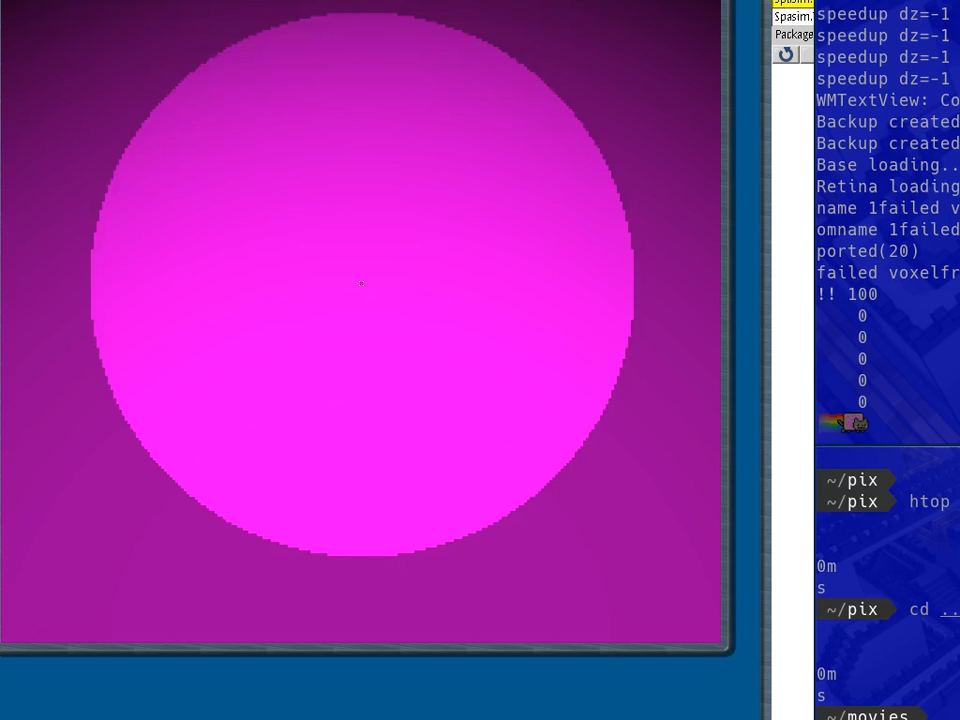 Spasim.
Package
speedup dz=-1
speedup dz=-1
speedup dz=-1
speedup dz=-1
WMTextView: Co
Backup created
Backup created
Base loading..
Retina loading
name 1failed v
omname 1failed
ported(20)
failed voxelfr
!! 100
0
0
0
0
0
~/pix
~/pix htop
0m
s
~/pix cd ..
0m
s
~/movies